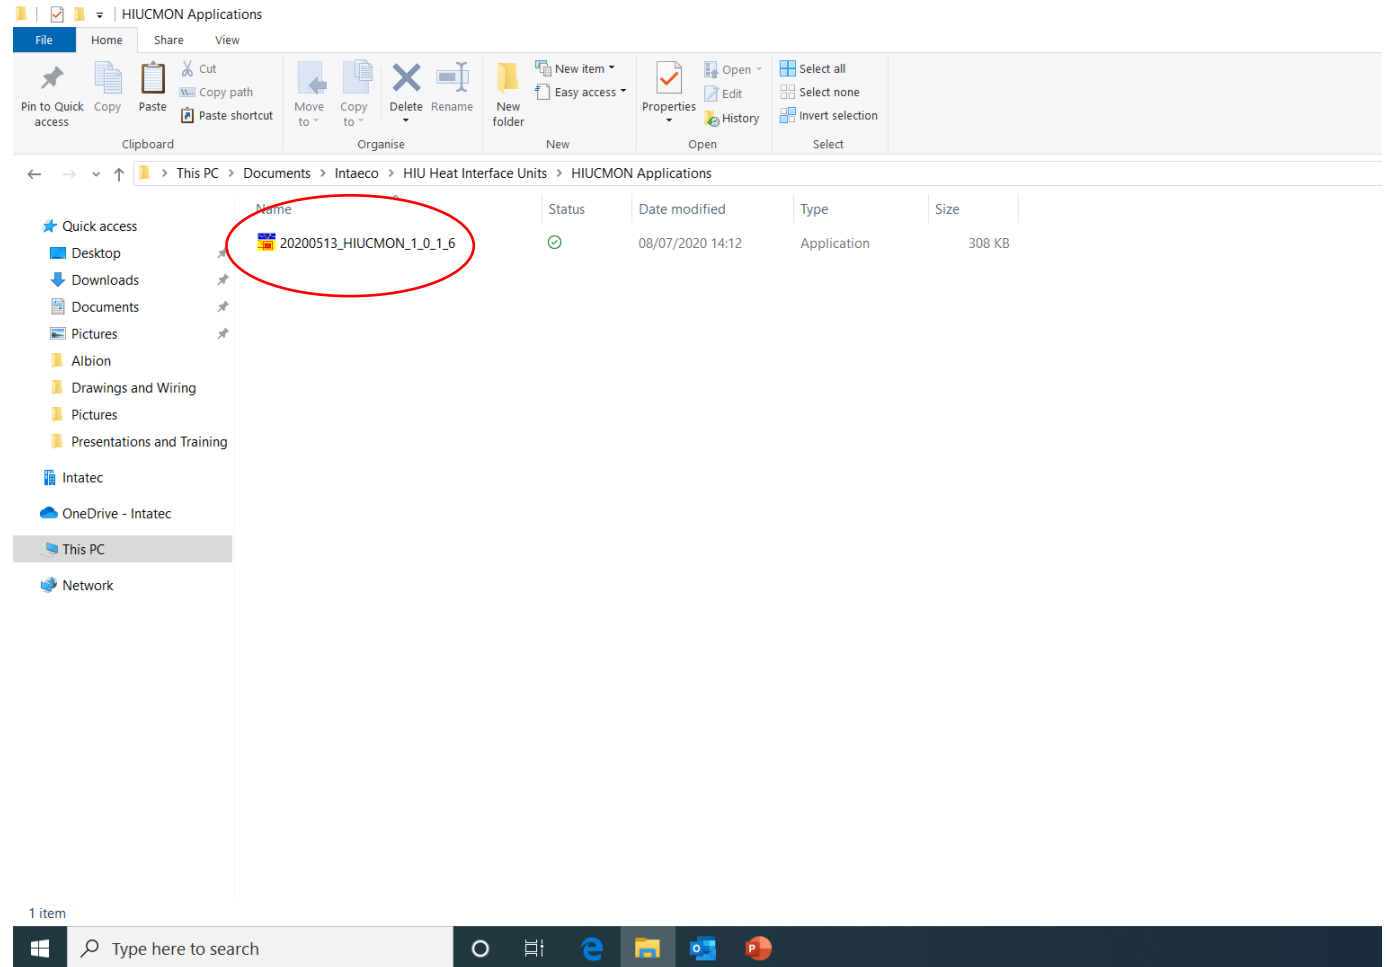 HIUCMON Applications
File Home Share View
Pin to Quick access
Copy
Paste
Cut
Copy path
Paste shortcut
Clipboard
Move to
Copy to
Delete
Rename
Organise
New folder
New item
Easy access
New
Properties
Open
Edit
History
Open
Select all
Select none
Invert selection
Select
This PC > Documents > Intaeco > HIU Heat Interface Units > HIUCMON Applications
Name Status Date modified Type Size
20200513_HIUCMON_1_0_1_6 08/07/2020 14:12 Application 308 KB
Quick access
Desktop
Downloads
Documents
Pictures
Albion
Drawings and Wiring
Pictures
Presentations and Training
Intatec
OneDrive - Intatec
This PC
Network
1 item
Type here to search